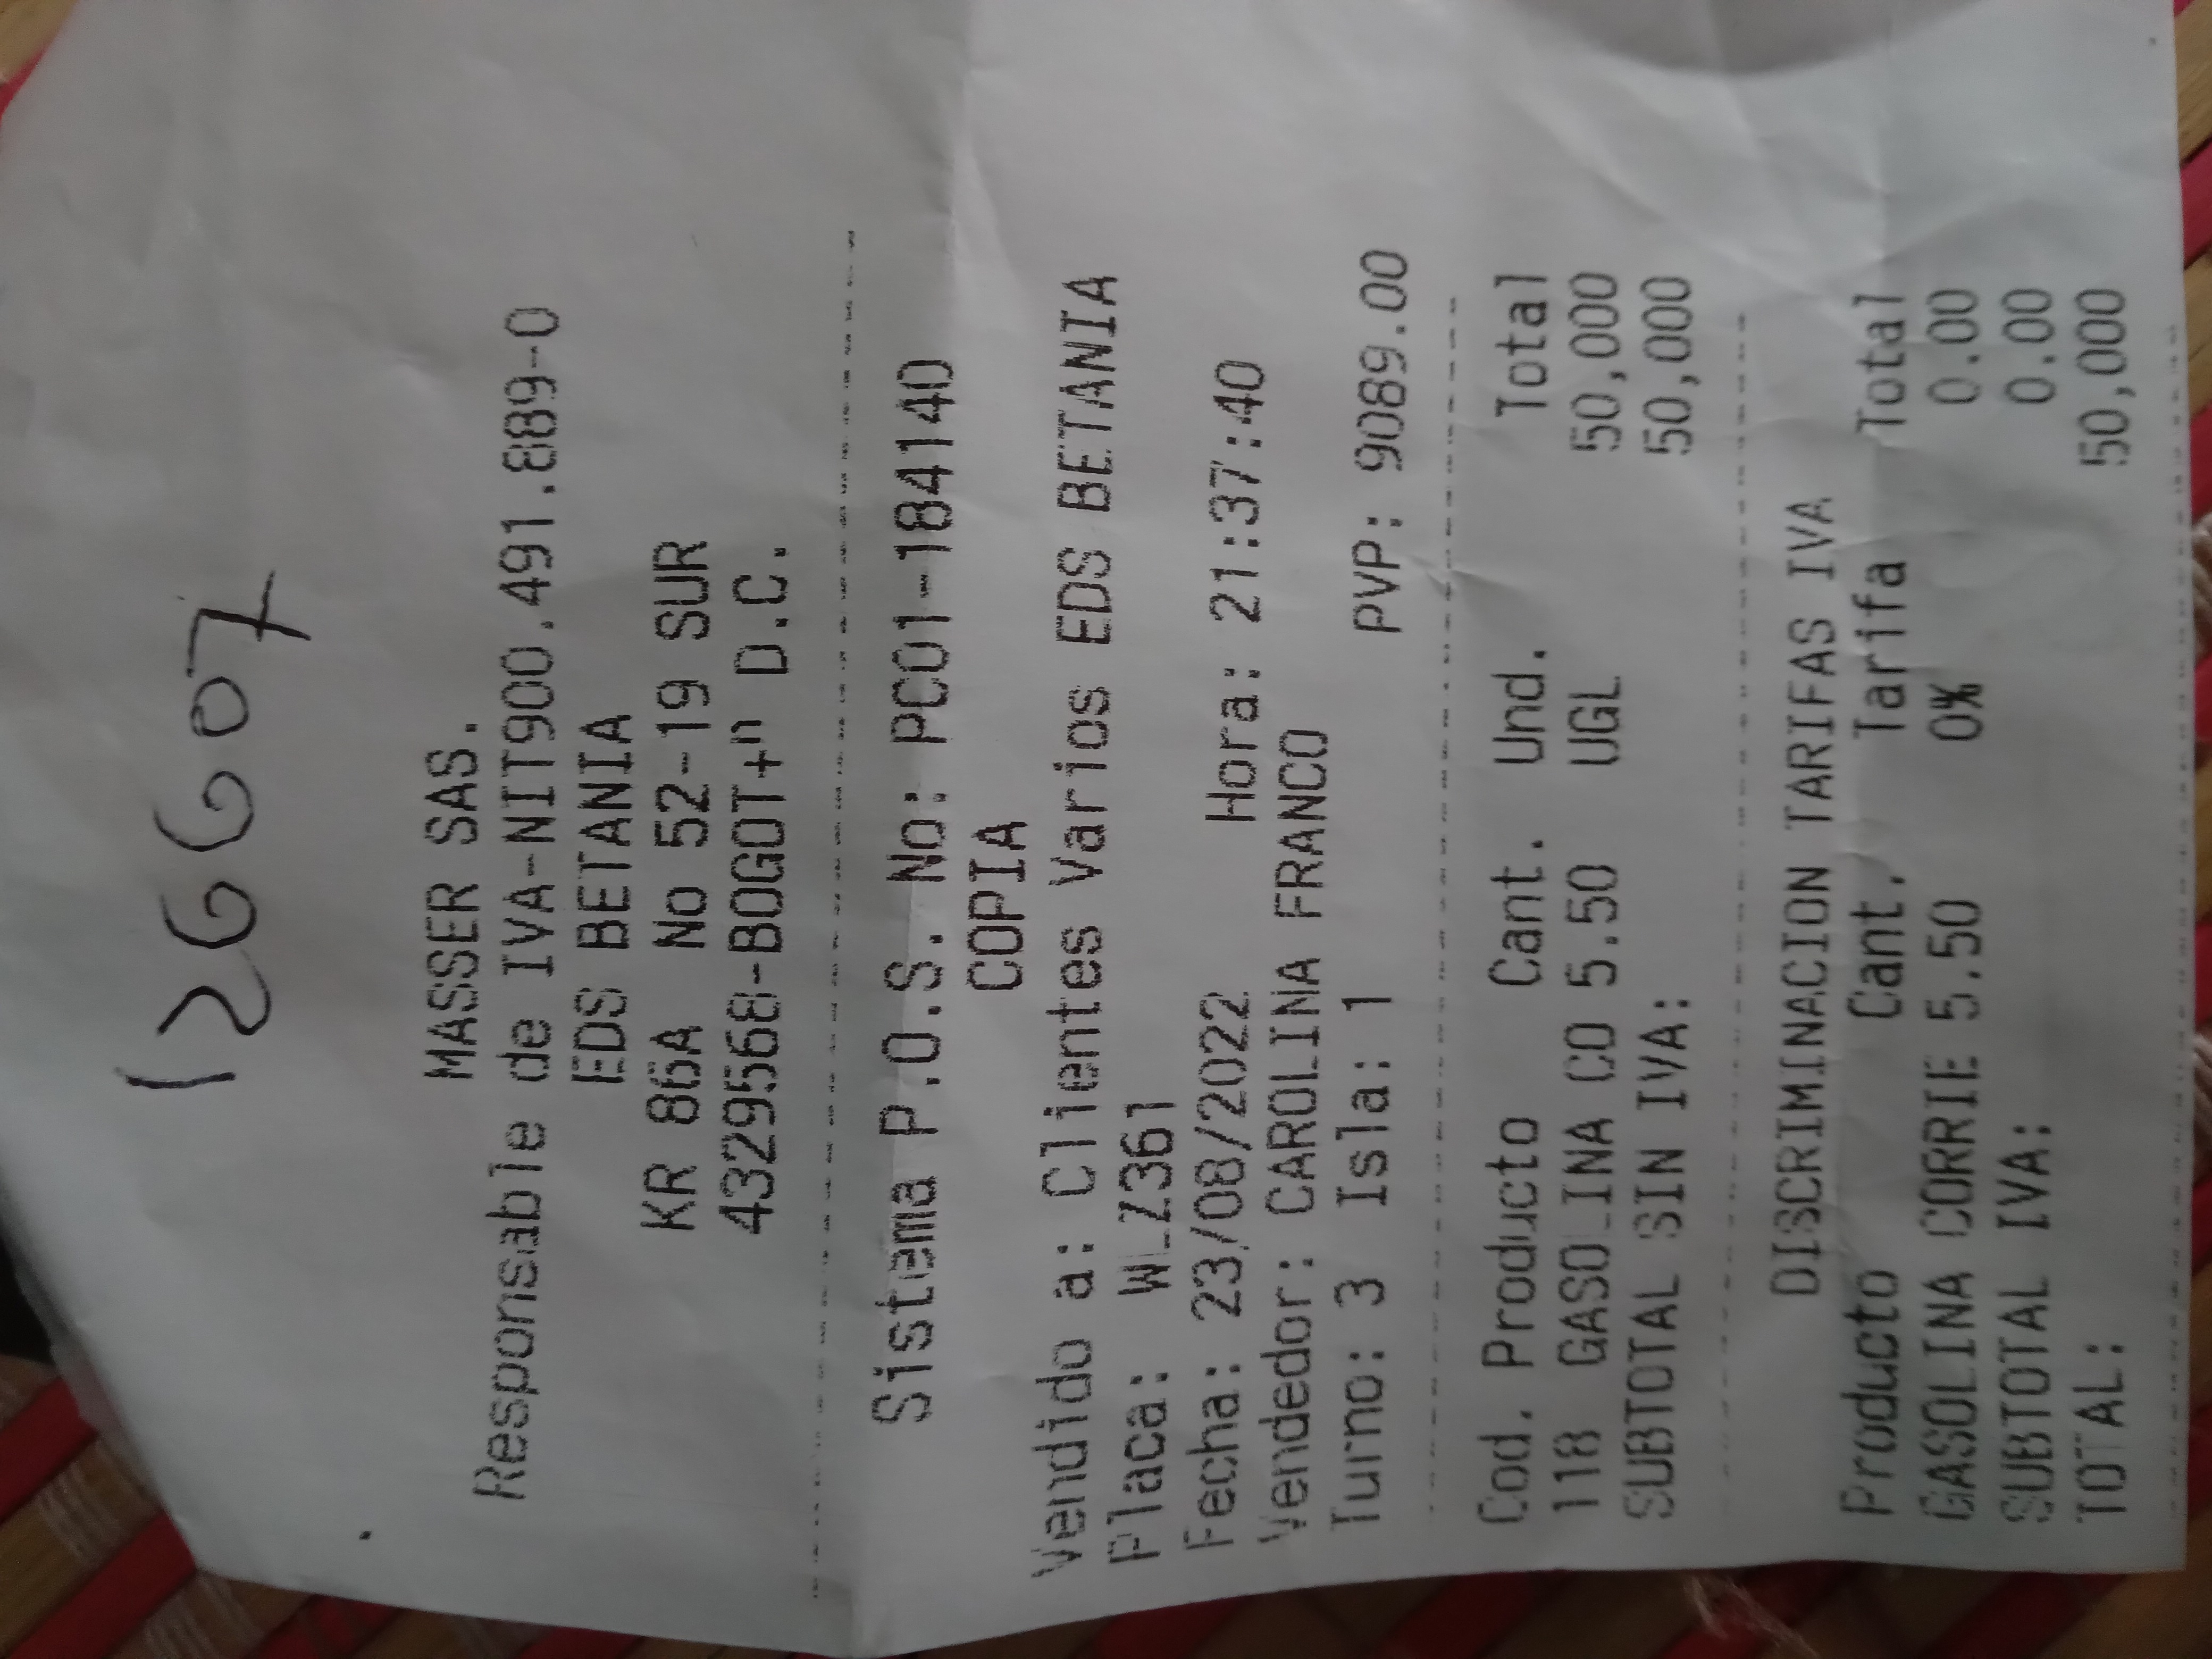 126607
MASSER SAS.
Responsable de IVA-NIT900.491.889-0
EDS BETANIA
KR 86A No 52-19 SUR
4329568-BOGOT+" D.C.
Sistema P.O.S. No: PC01-184140
COPIA
Vendido a: Clientes Varios EDS BETANIA
Placa: WLZ361
Fecha: 23/08/2022 Hora: 21:37:40
Vendedor: CAROLINA FRANCO
Turno: 3 Isla: 1 PVP: 9089.00
Cod. Producto Cant. Und. Total
118 GASOLINA CO 5.50 UGL 50,000
SUBTOTAL SIN IVA: 50,000
DISCRIMINACION TARIFAS IVA
Producto Cant. Tarifa Total
GASOLINA CORRIE 5.50 0% 0.00
SUBTOTAL IVA: 0.00
TOTAL: 50,000